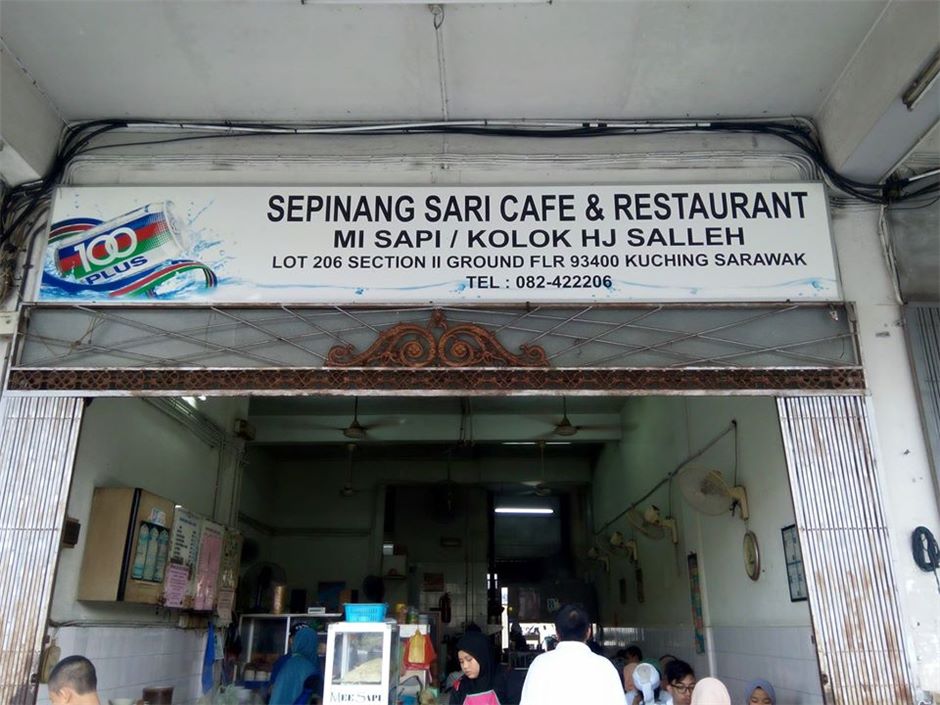 SEPINANG SARI CAFE & RESTAURANT
MI SAPI / KOLOK HJ SALLEH
LOT 206 SECTION II GROUND FLR 93400 KUCHING SARAWAK
TEL : 082-422206
100
PLUS
MEE SAPI